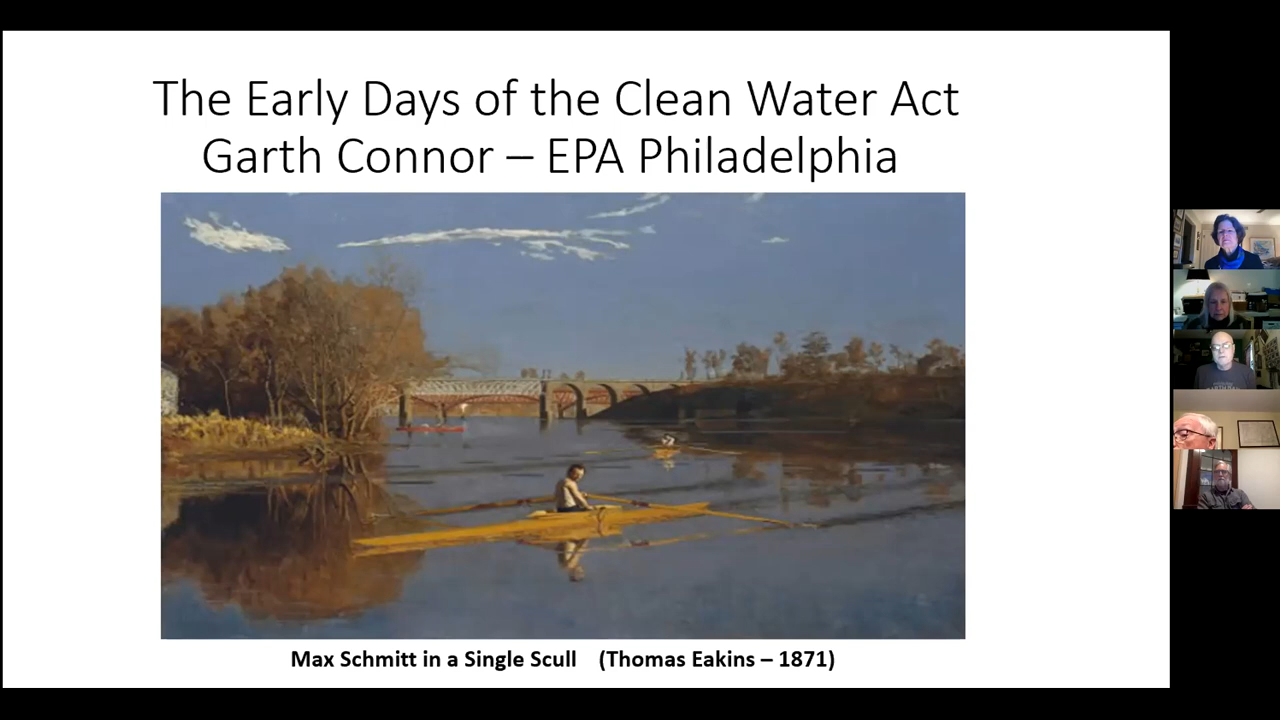 The Early Days of the Clean Water Act
Garth Connor – EPA Philadelphia
Max Schmitt in a Single Scull (Thomas Eakins – 1871)